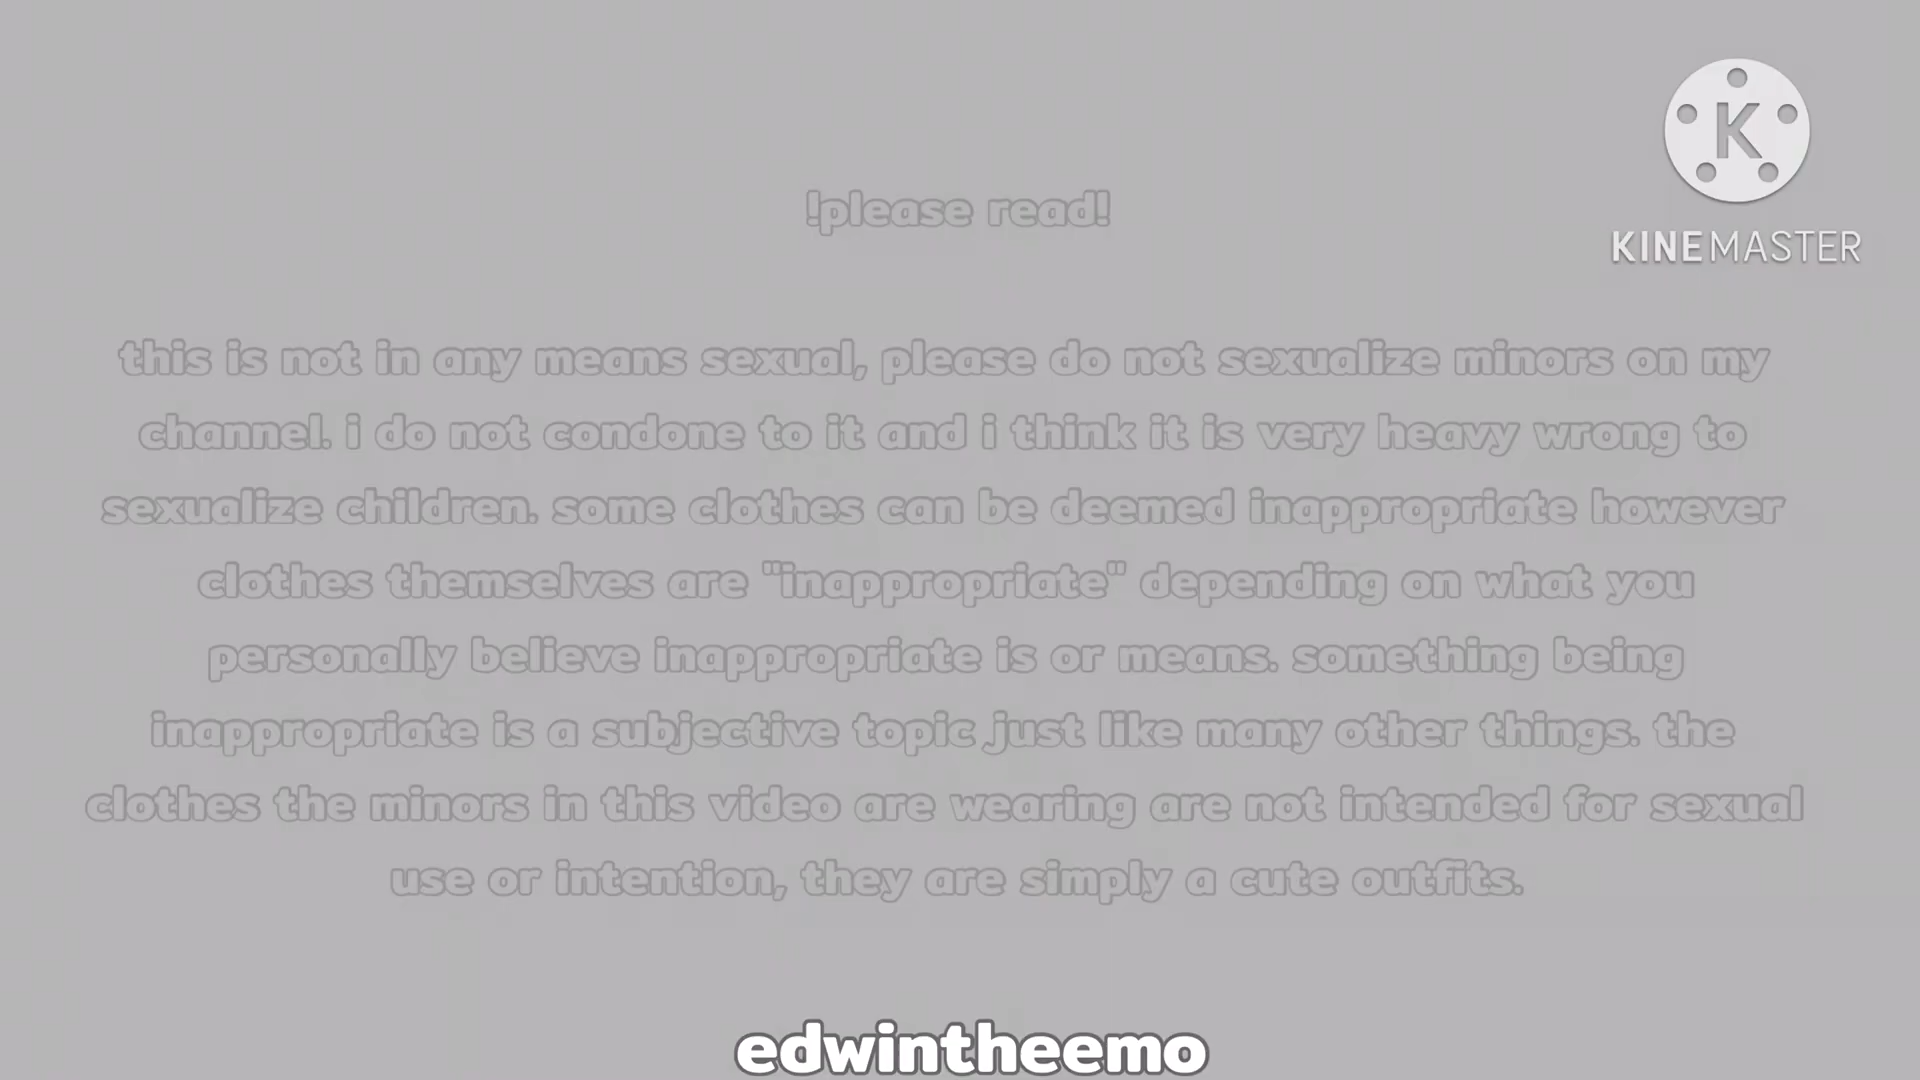 K
KINEMASTER
!please read!
this is not in any means sexual, please do not sexualize minors on my
channel. i do not condone to it and i think it is very heavy wrong to
sexualize children. some clothes can be deemed inappropriate however
clothes themselves are "inappropriate" depending on what you
personally believe inappropriate is or means. something being
inappropriate is a subjective topic just like many other things. the
clothes the minors in this video are wearing are not intended for sexual
use or intention, they are simply a cute outfits.
edwintheemo